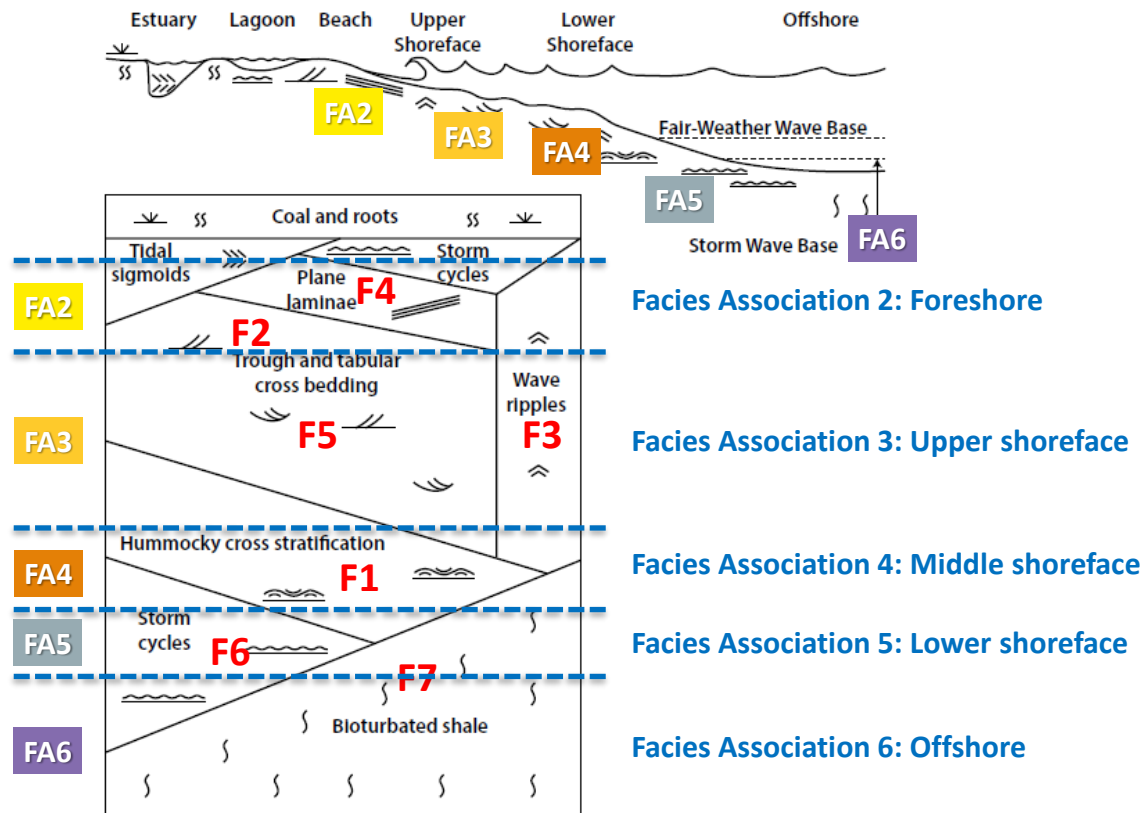 Estuary Lagoon Beach Upper Shoreface Lower Shoreface Offshore
FA2
FA3
FA4
Fair-Weather Wave Base
FA5
Storm Wave Base
FA6
Coal and roots
Tidal sigmoids
Storm cycles
FA2
Plane laminae
F4
F2
Facies Association 2: Foreshore
Trough and tabular cross bedding
Wave ripples
FA3
F5
F3
Facies Association 3: Upper shoreface
Hummocky cross stratification
FA4
F1
Facies Association 4: Middle shoreface
Storm cycles
FA5
F6
Facies Association 5: Lower shoreface
F7
Bioturbated shale
FA6
Facies Association 6: Offshore